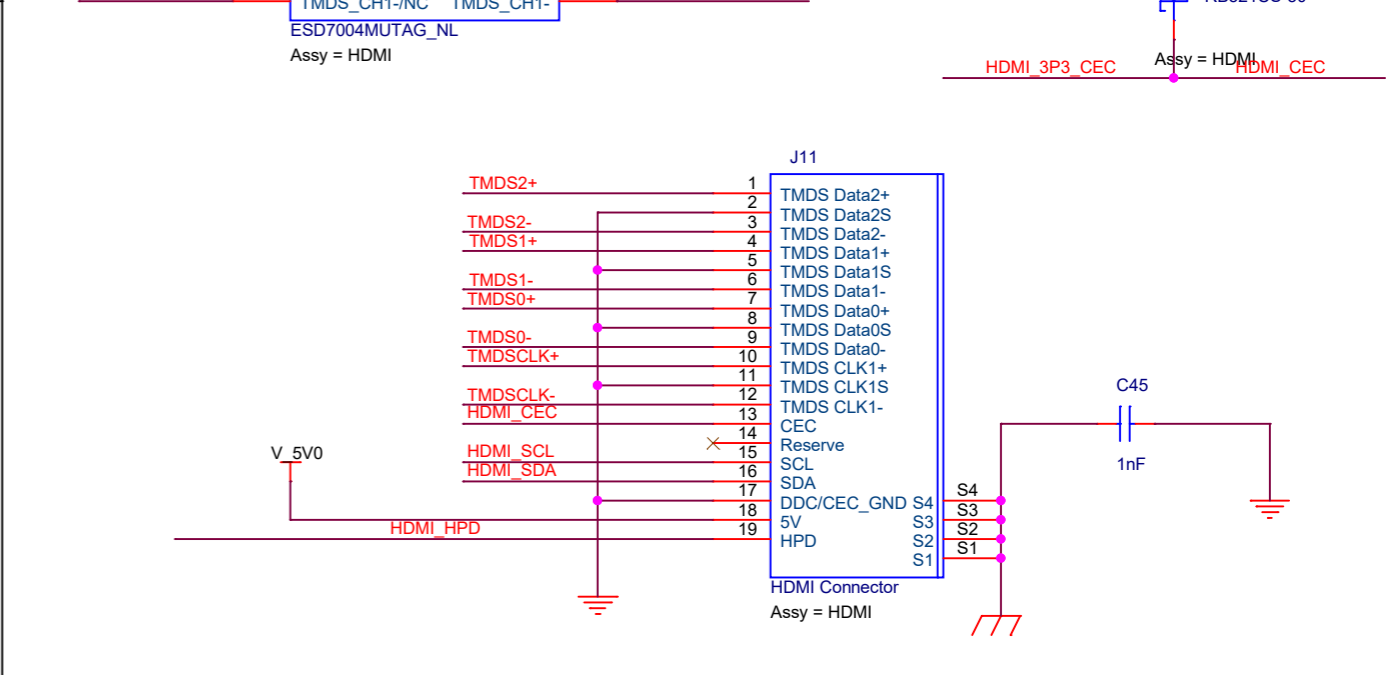 TMDS_CH1-/NC TMDS_CH1-
ESD7004MUTAG_NL
Assy = HDMI
Assy = HDMI
HDMI_3P3_CEC
HDMI_CEC
J11
TMDS2+ 1 TMDS Data2+
2 TMDS Data2S
TMDS2- 3 TMDS Data2-
TMDS1+ 4 TMDS Data1+
5 TMDS Data1S
TMDS1- 6 TMDS Data1-
TMDS0+ 7 TMDS Data0+
8 TMDS Data0S
TMDS0- 9 TMDS Data0-
TMDSCLK+ 10 TMDS CLK1+
11 TMDS CLK1S
TMDSCLK- 12 TMDS CLK1-
HDMI_CEC 13 CEC
14 Reserve
HDMI_SCL 15 SCL
HDMI_SDA 16 SDA
17 DDC/CEC_GND S4 S4
V_5V0 18 5V S3 S3
HDMI_HPD 19 HPD S2 S2
S1 S1
C45
1nF
HDMI Connector
Assy = HDMI